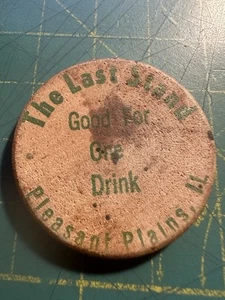 The Last Stand
Good For
One
Drink
Pleasant Plains, IL